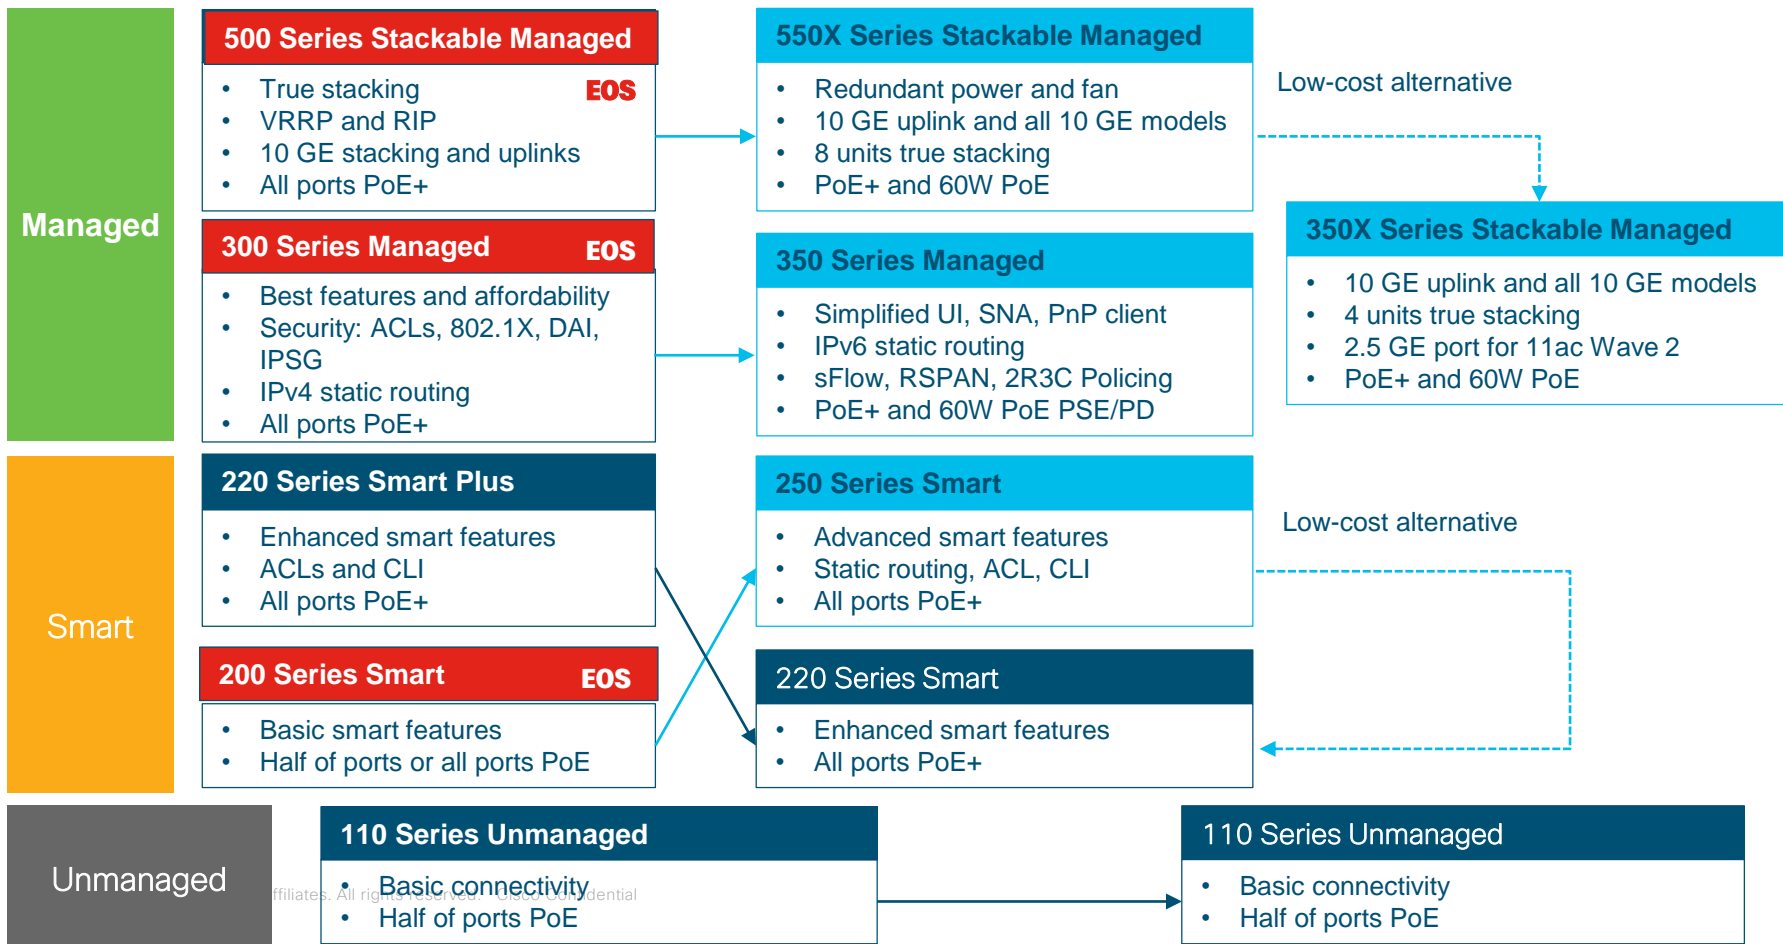 Managed
500 Series Stackable Managed
• True stacking
EOS
• VRRP and RIP
• 10 GE stacking and uplinks
• All ports PoE+
550X Series Stackable Managed
• Redundant power and fan
• 10 GE uplink and all 10 GE models
• 8 units true stacking
• PoE+ and 60W PoE
Low-cost alternative
300 Series Managed
EOS
• Best features and affordability
• Security: ACLs, 802.1X, DAI,
IPSG
• IPv4 static routing
• All ports PoE+
350 Series Managed
• Simplified UI, SNA, PnP client
• IPv6 static routing
• sFlow, RSPAN, 2R3C Policing
• PoE+ and 60W PoE PSE/PD
350X Series Stackable Managed
• 10 GE uplink and all 10 GE models
• 4 units true stacking
• 2.5 GE port for 11ac Wave 2
• PoE+ and 60W PoE
Smart
220 Series Smart Plus
• Enhanced smart features
• ACLs and CLI
• All ports PoE+
250 Series Smart
• Advanced smart features
• Static routing, ACL, CLI
• All ports PoE+
Low-cost alternative
200 Series Smart
EOS
• Basic smart features
• Half of ports or all ports PoE
220 Series Smart
• Enhanced smart features
• All ports PoE+
Unmanaged
110 Series Unmanaged
• Basic connectivity
• Half of ports PoE
110 Series Unmanaged
• Basic connectivity
• Half of ports PoE
ffiliates. All rights reserved. Cisco Confidential